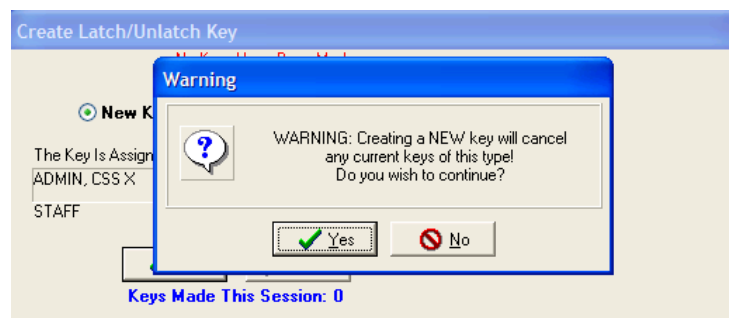 Create Latch/Unlatch Key
Warning
New K
The Key Is Assign
ADMIN, CSS X
STAFF
WARNING: Creating a NEW key will cancel
any current keys of this type!
Do you wish to continue?
Yes
No
Keys Made This Session: 0